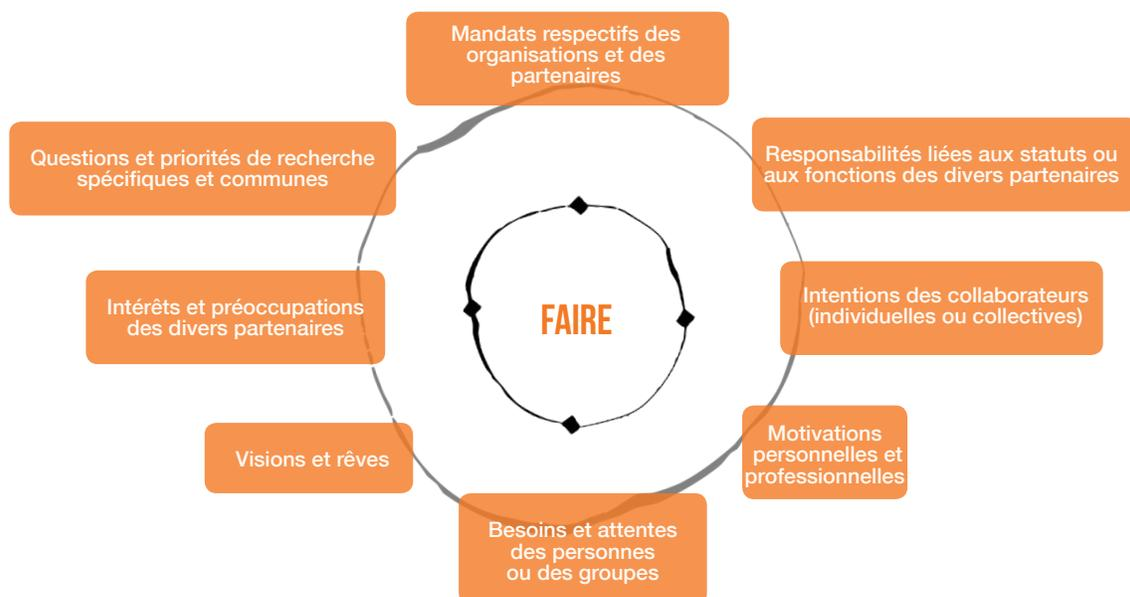 Mandats respectifs des
organisations et des
partenaires
Questions et priorités de recherche
spécifiques et communes
Responsabilités liées aux statuts ou
aux fonctions des divers partenaires
Intérêts et préoccupations
des divers partenaires
FAIRE
Intentions des collaborateurs
(individuelles ou collectives)
Visions et rêves
Motivations
personnelles et
professionnelles
Besoins et attentes
des personnes
ou des groupes